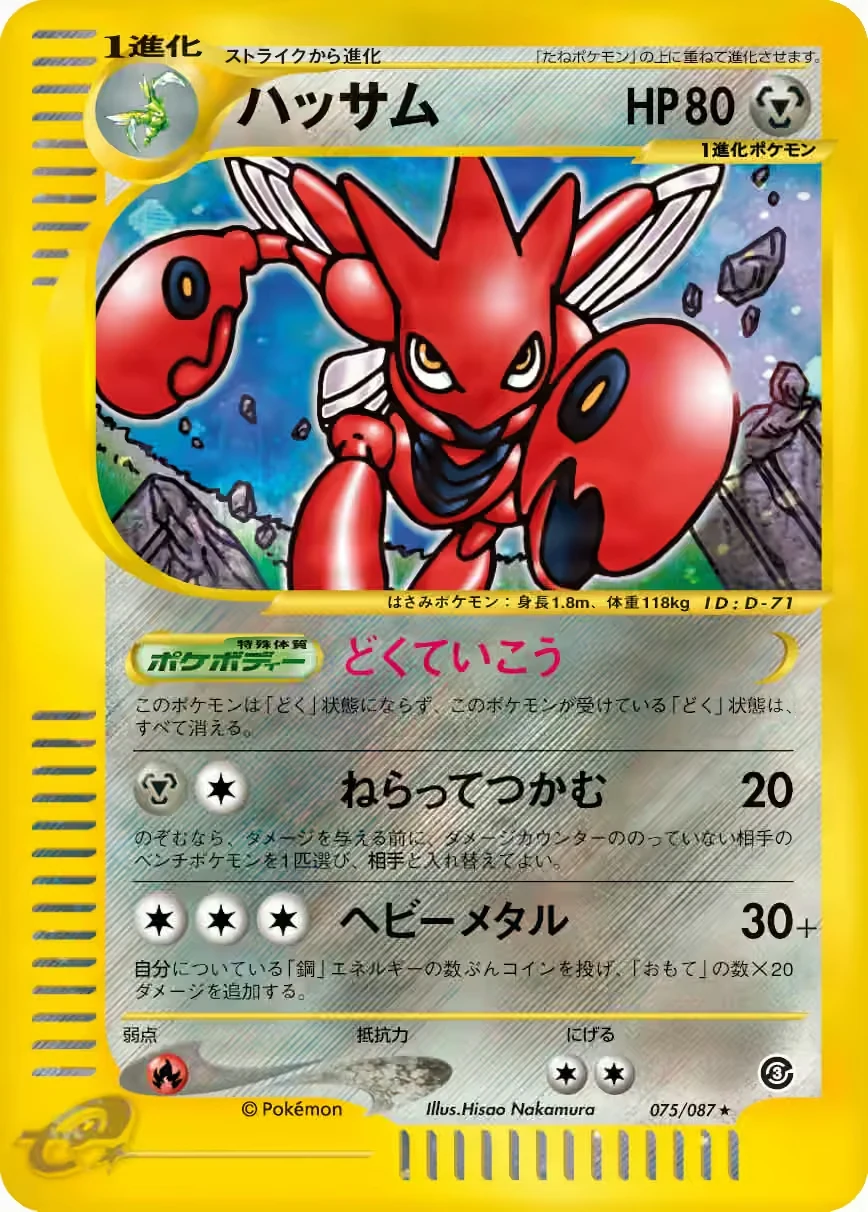 1進化
ストライクから進化
「たねポケモン」の上に重ねて進化させます。
ハッサム
HP80
1進化ポケモン
はさみポケモン：身長1.8m、体重118kg ID：D-71
特殊体質
ポケボディー
どくていこう
このポケモンは「どく」状態にならず、このポケモンが受けている「どく」状態は、
すべて消える。
ねらってつかむ 20
のぞむなら、ダメージを与える前に、ダメージカウンターののっていない相手の
ベンチポケモンを1匹選び、相手と入れ替えてよい。
ヘビーメタル 30+
自分についている「鋼」エネルギーの数ぶんコインを投げ、「おもて」の数×20
ダメージを追加する。
弱点 抵抗力 にげる
3
©Pokémon Illus.Hisao Nakamura 075/087★
e